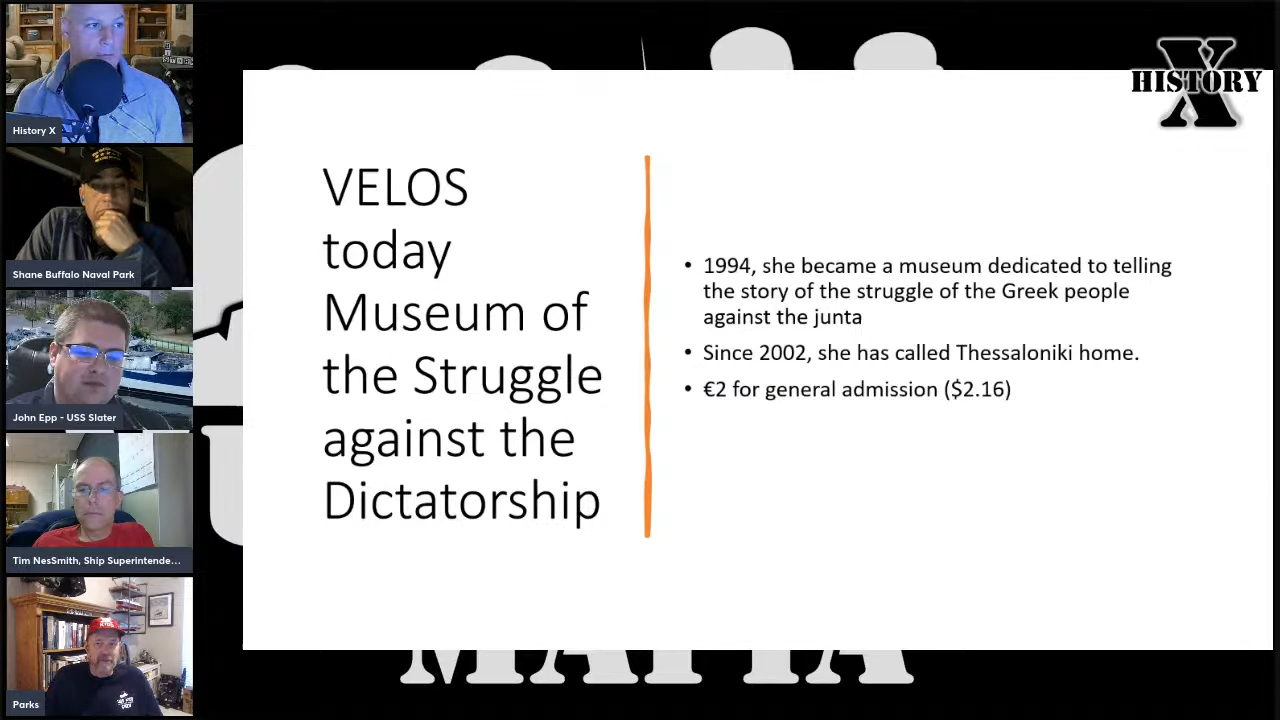 History X
Shane Buffalo Naval Park
John Epp - USS Slater
Tim NesSmith, Ship Superintende...
Parks
HISTORY
X
VELOS
today
Museum of
the Struggle
against the
Dictatorship
• 1994, she became a museum dedicated to telling
the story of the struggle of the Greek people
against the junta
• Since 2002, she has called Thessaloniki home.
• €2 for general admission ($2.16)
MAFIA